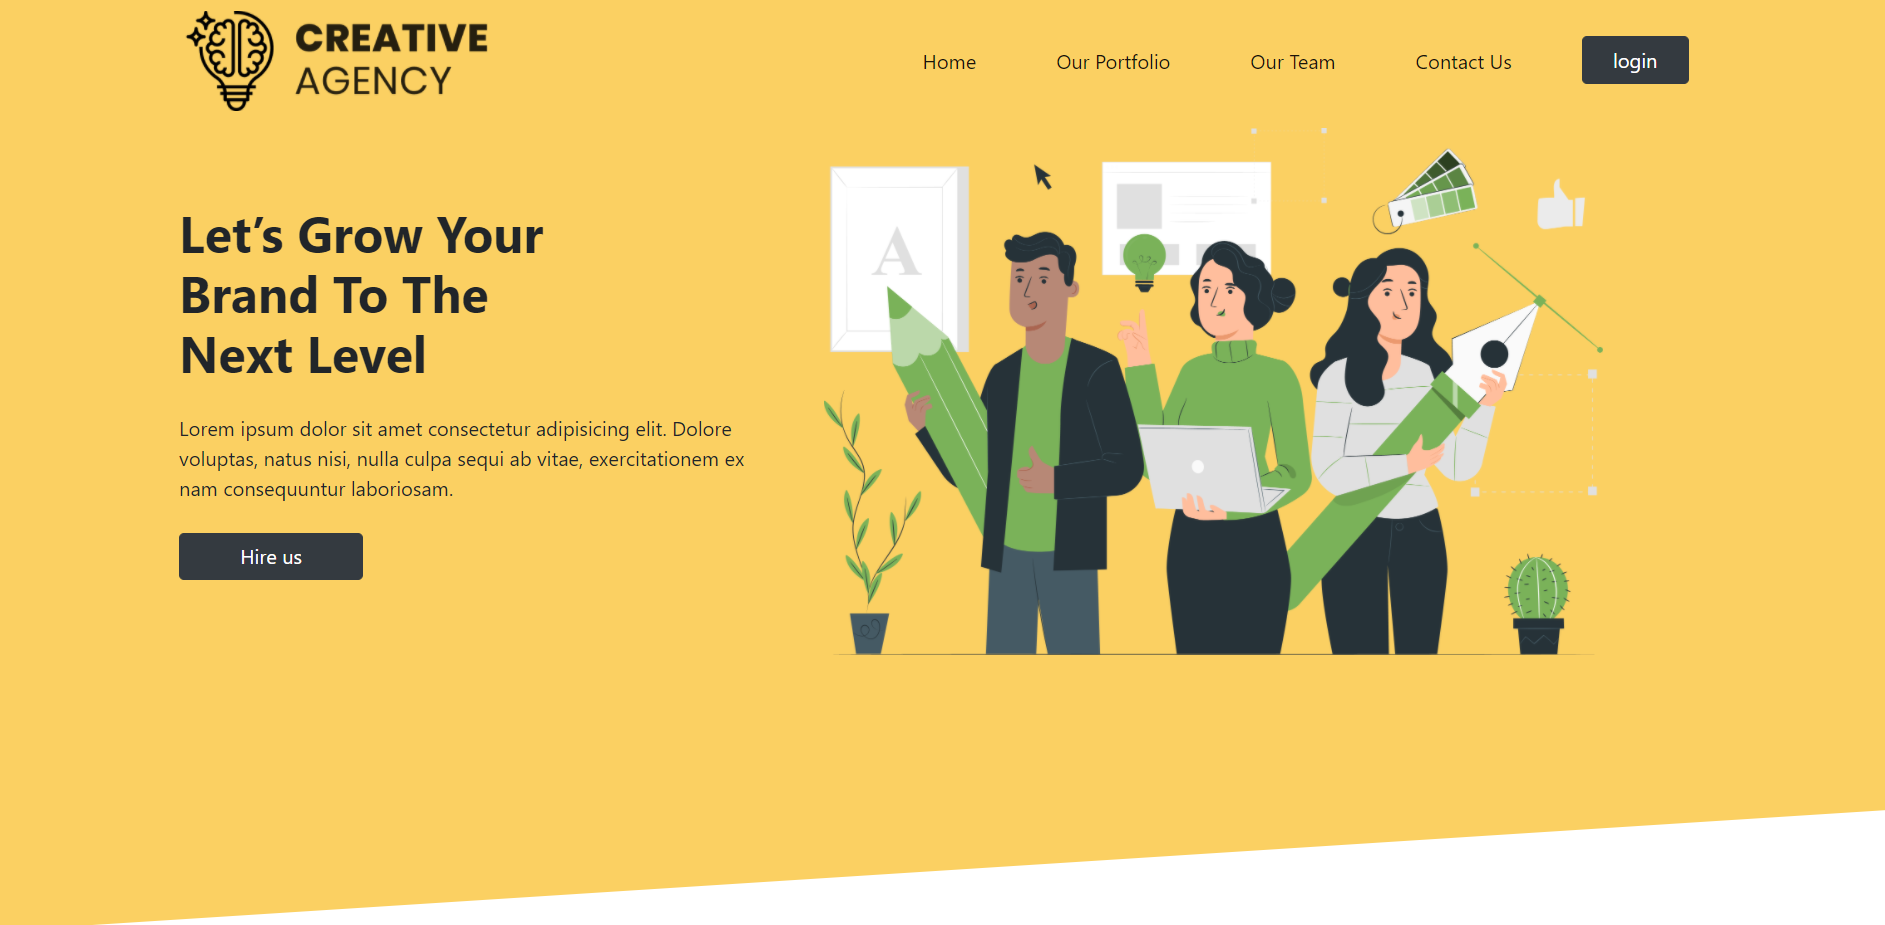 CREATIVE
AGENCY
Home Our Portfolio Our Team Contact Us login
Let’s Grow Your
Brand To The
Next Level
Lorem ipsum dolor sit amet consectetur adipisicing elit. Dolore
voluptas, natus nisi, nulla culpa sequi ab vitae, exercitationem ex
nam consequuntur laboriosam.
Hire us
A